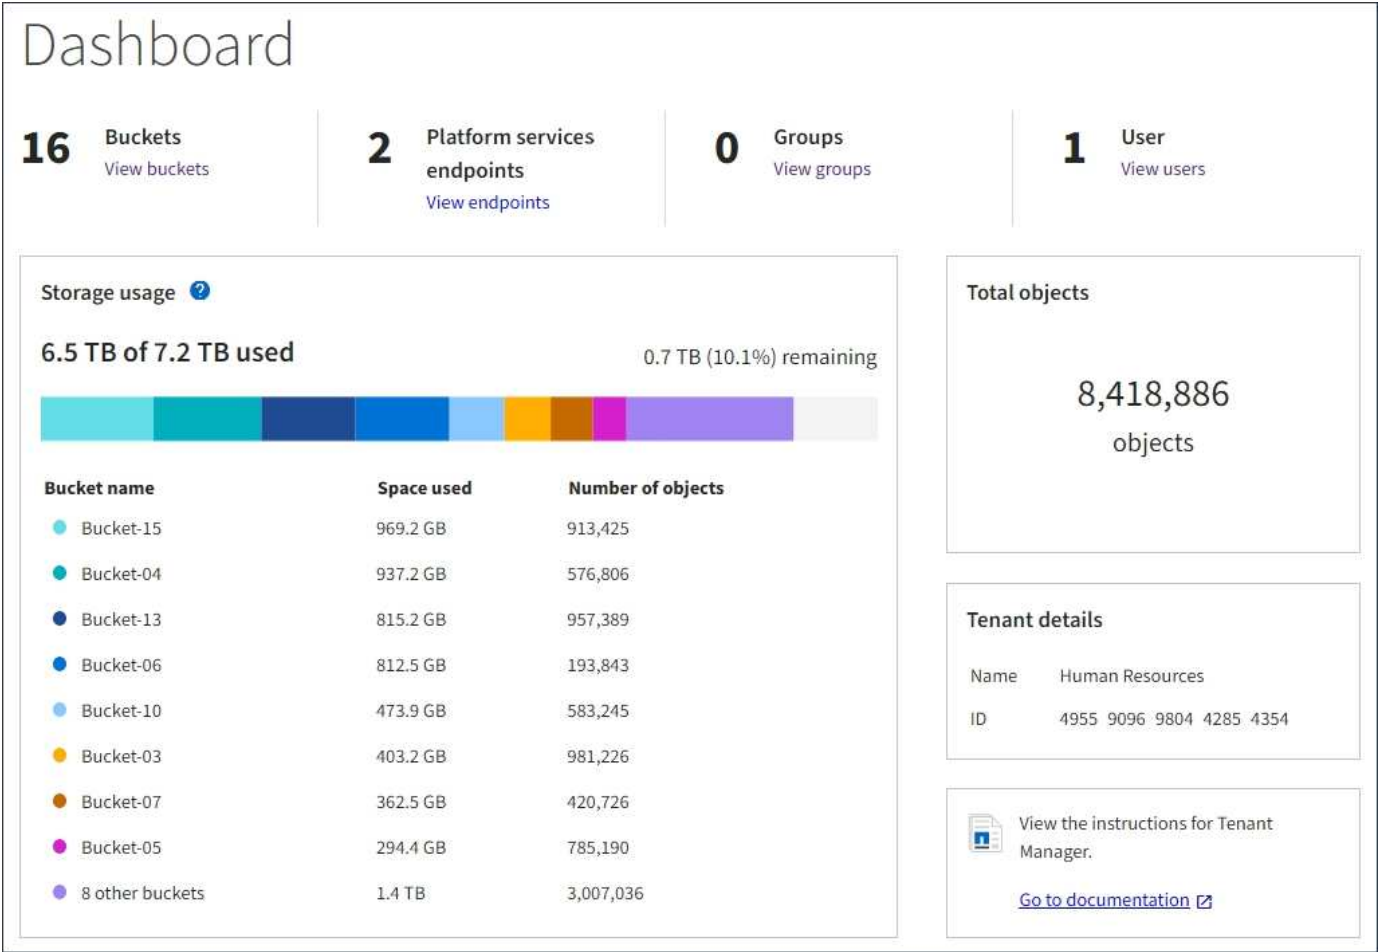 Dashboard
16 Buckets
View buckets
2 Platform services
endpoints
View endpoints
0 Groups
View groups
1 User
View users
Storage usage ?
6.5 TB of 7.2 TB used
0.7 TB (10.1%) remaining
Bucket name Space used Number of objects
Bucket-15 969.2 GB 913,425
Bucket-04 937.2 GB 576,806
Bucket-13 815.2 GB 957,389
Bucket-06 812.5 GB 193,843
Bucket-10 473.9 GB 583,245
Bucket-03 403.2 GB 981,226
Bucket-07 362.5 GB 420,726
Bucket-05 294.4 GB 785,190
8 other buckets 1.4 TB 3,007,036
Total objects
8,418,886
objects
Tenant details
Name Human Resources
ID 4955 9096 9804 4285 4354
View the instructions for Tenant
Manager.
Go to documentation